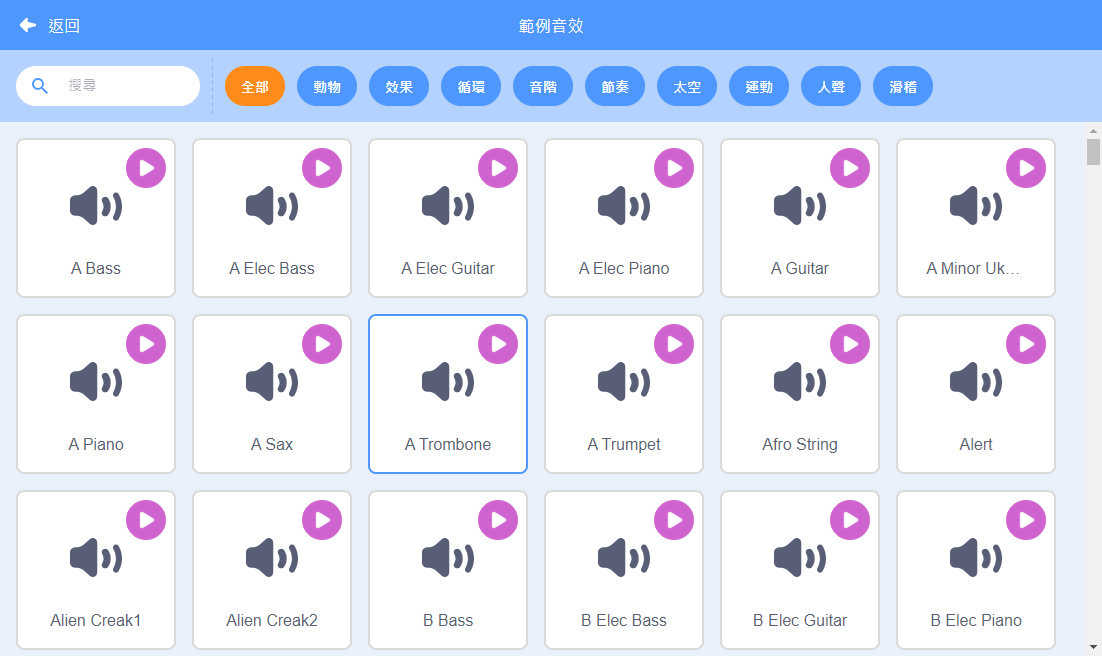 返回
範例音效
搜尋
全部 動物 效果 循環 音階 節奏 太空 運動 人聲 滑稽
A Bass A Elec Bass A Elec Guitar A Elec Piano A Guitar A Minor Uk…
A Piano A Sax A Trombone A Trumpet Afro String Alert
Alien Creak1 Alien Creak2 B Bass B Elec Bass B Elec Guitar B Elec Piano